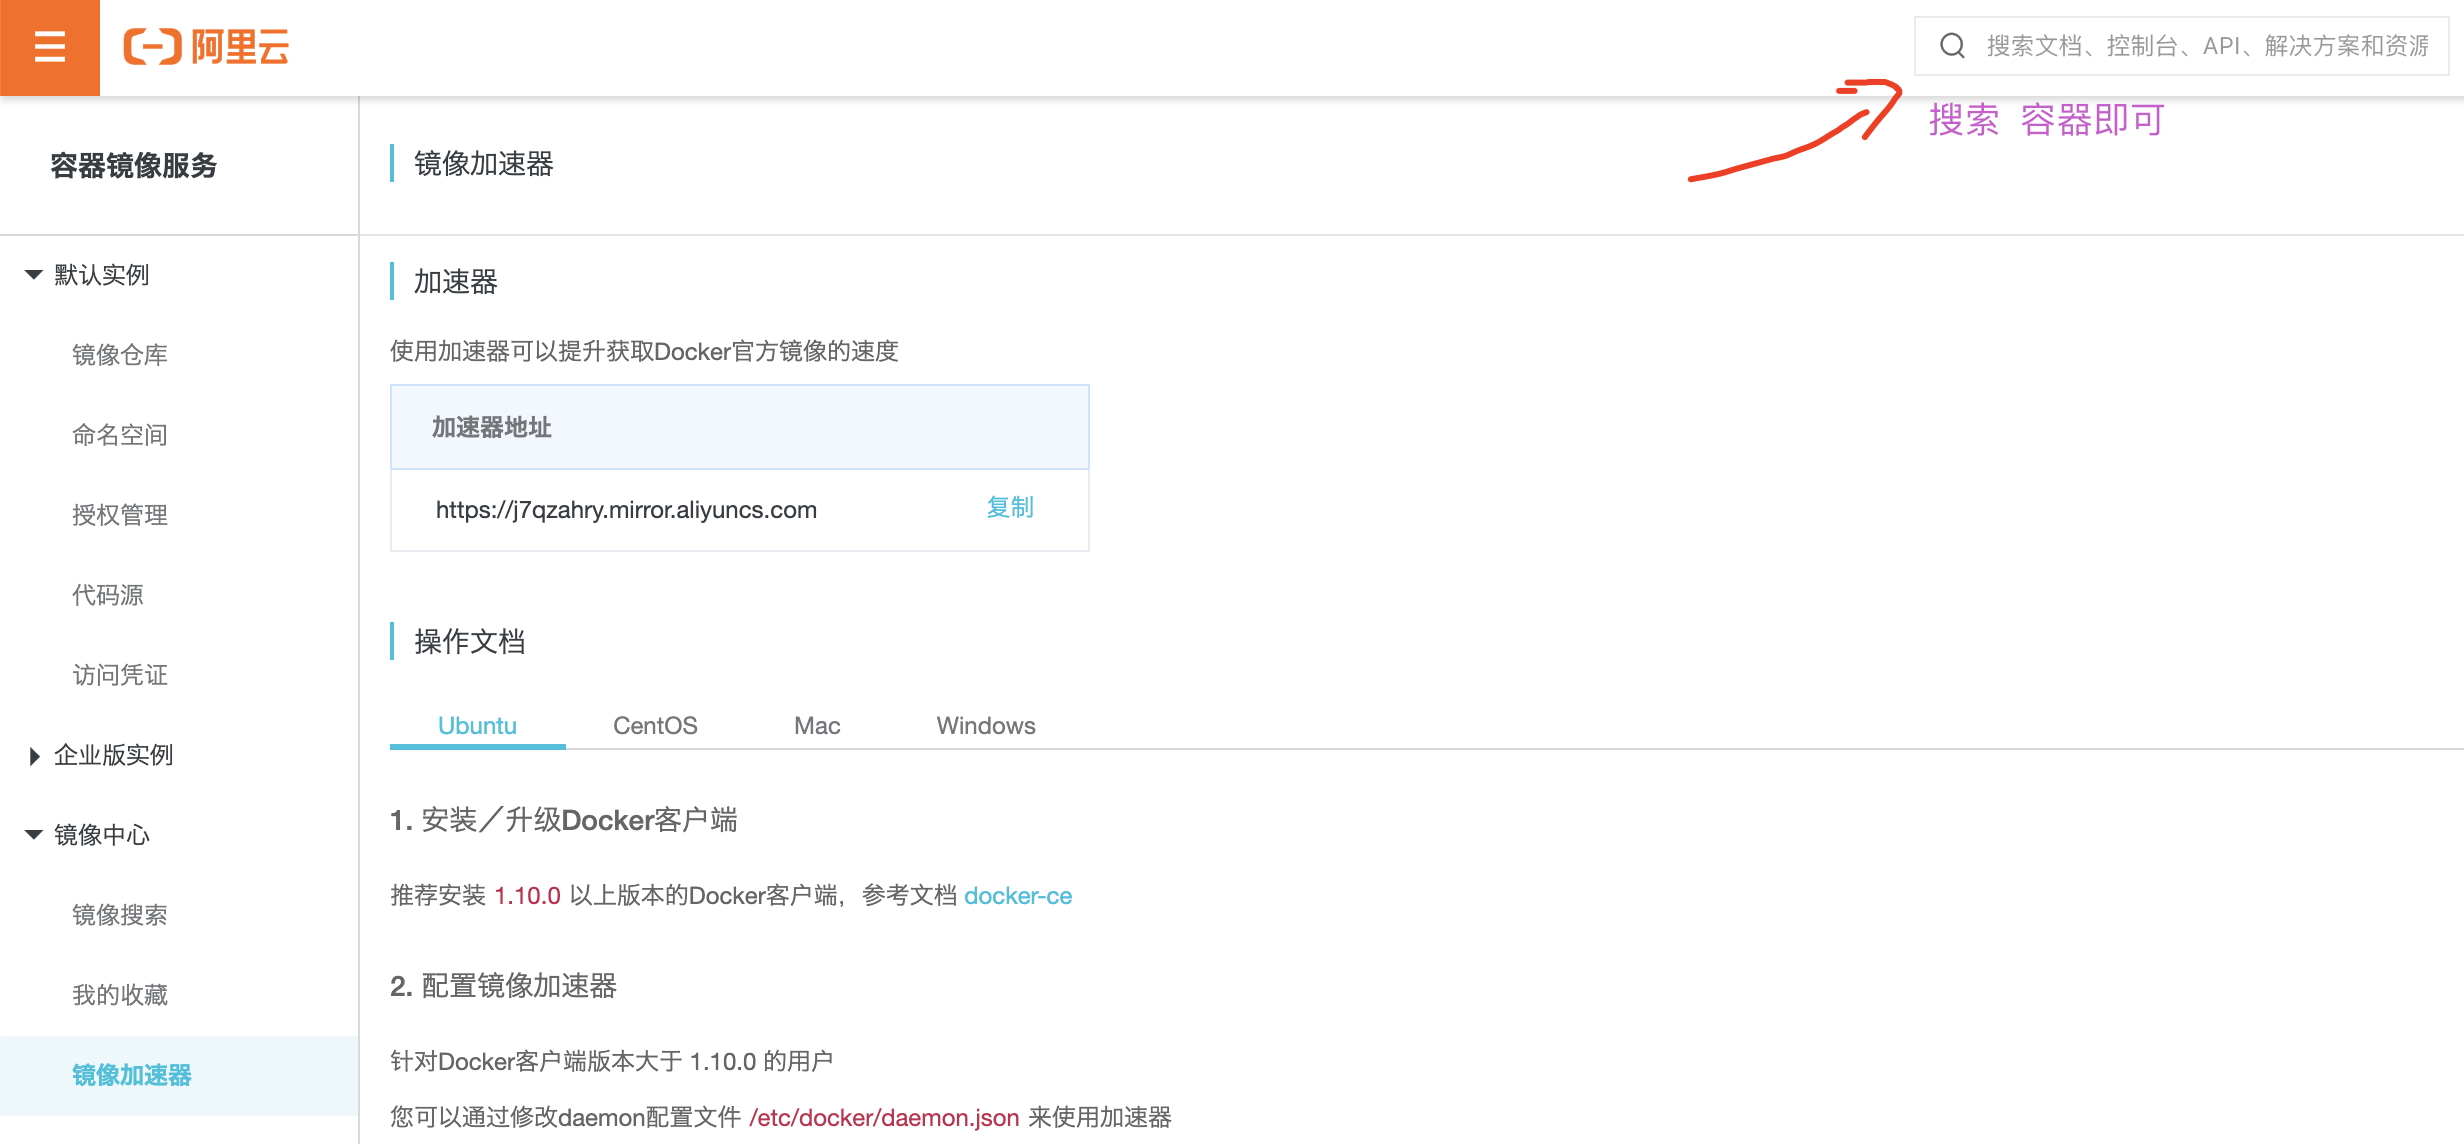 阿里云
搜索文档、控制台、API、解决方案和资源
搜索 容器即可
容器镜像服务
默认实例
镜像仓库
命名空间
授权管理
代码源
访问凭证
企业版实例
镜像中心
镜像搜索
我的收藏
镜像加速器
镜像加速器
加速器
使用加速器可以提升获取Docker官方镜像的速度
加速器地址
https://j7qzahry.mirror.aliyuncs.com 复制
操作文档
Ubuntu CentOS Mac Windows
1. 安装／升级Docker客户端
推荐安装 1.10.0 以上版本的Docker客户端，参考文档 docker-ce
2. 配置镜像加速器
针对Docker客户端版本大于 1.10.0 的用户
您可以通过修改daemon配置文件 /etc/docker/daemon.json 来使用加速器